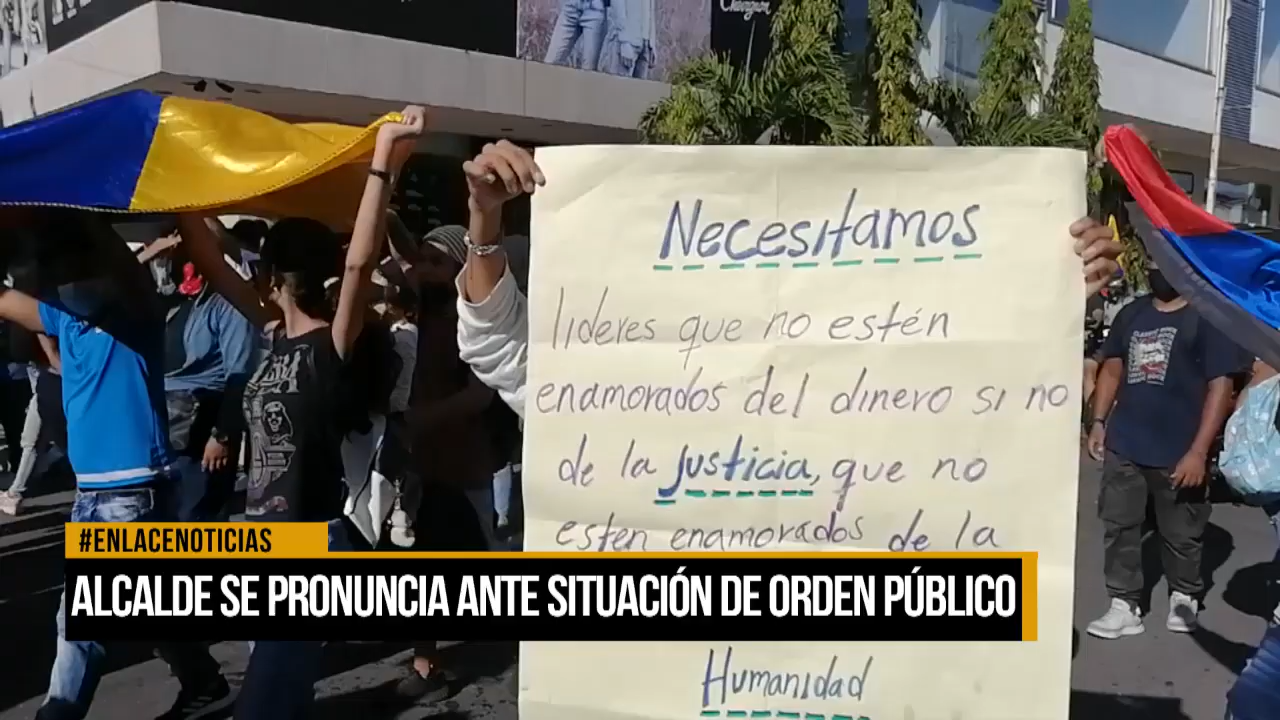 Necesitamos
lideres que no estén
enamorados del dinero si no
de la justicia, que no
esten enamorados de la
#ENLACENOTICIAS
ALCALDE SE PRONUNCIA ANTE SITUACIÓN DE ORDEN PÚBLICO
Humanidad